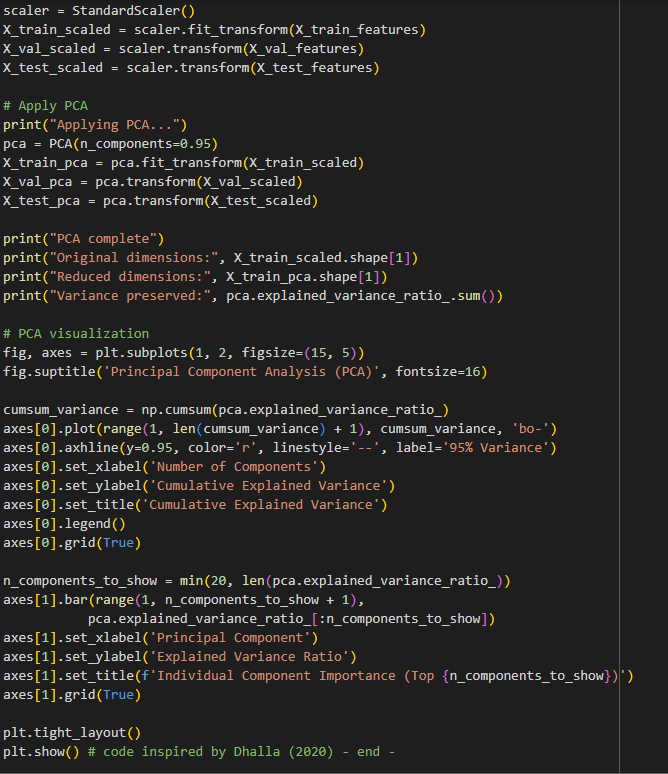 scaler = StandardScaler()
X_train_scaled = scaler.fit_transform(X_train_features)
X_val_scaled = scaler.transform(X_val_features)
X_test_scaled = scaler.transform(X_test_features)

# Apply PCA
print("Applying PCA...")
pca = PCA(n_components=0.95)
X_train_pca = pca.fit_transform(X_train_scaled)
X_val_pca = pca.transform(X_val_scaled)
X_test_pca = pca.transform(X_test_scaled)

print("PCA complete")
print("Original dimensions:", X_train_scaled.shape[1])
print("Reduced dimensions:", X_train_pca.shape[1])
print("Variance preserved:", pca.explained_variance_ratio_.sum())

# PCA visualization
fig, axes = plt.subplots(1, 2, figsize=(15, 5))
fig.suptitle('Principal Component Analysis (PCA)', fontsize=16)

cumsum_variance = np.cumsum(pca.explained_variance_ratio_)
axes[0].plot(range(1, len(cumsum_variance) + 1), cumsum_variance, 'bo-')
axes[0].axhline(y=0.95, color='r', linestyle='--', label='95% Variance')
axes[0].set_xlabel('Number of Components')
axes[0].set_ylabel('Cumulative Explained Variance')
axes[0].set_title('Cumulative Explained Variance')
axes[0].legend()
axes[0].grid(True)

n_components_to_show = min(20, len(pca.explained_variance_ratio_))
axes[1].bar(range(1, n_components_to_show + 1),
           pca.explained_variance_ratio_[:n_components_to_show])
axes[1].set_xlabel('Principal Component')
axes[1].set_ylabel('Explained Variance Ratio')
axes[1].set_title(f'Individual Component Importance (Top {n_components_to_show})')
axes[1].grid(True)

plt.tight_layout()
plt.show() # code inspired by Dhalla (2020) - end -